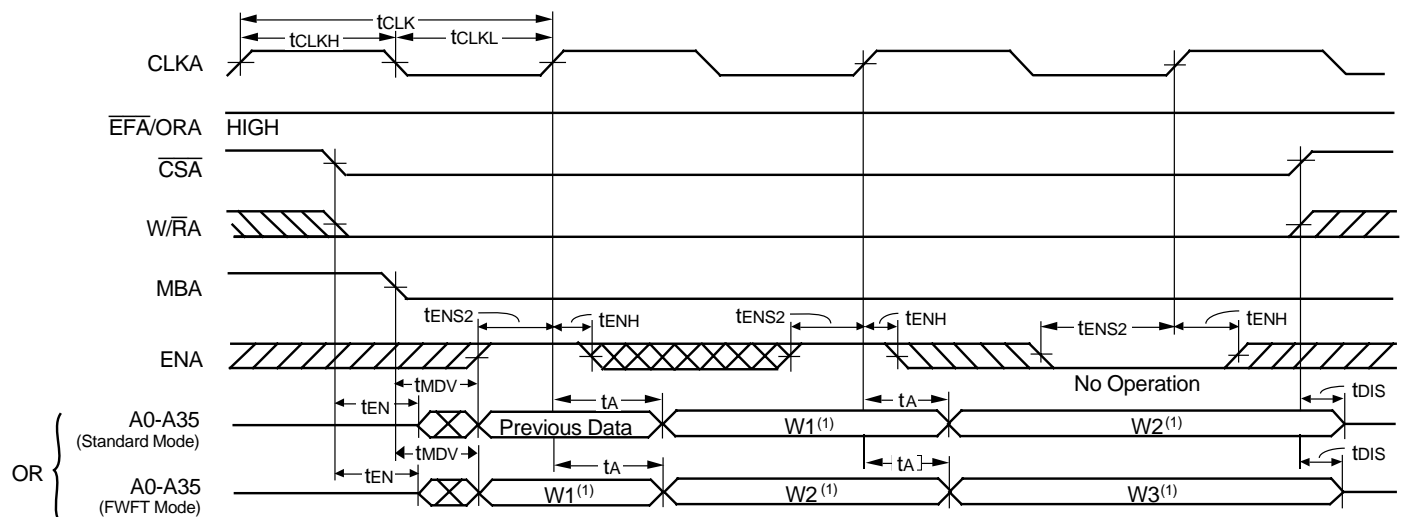 tCLK
tCLKH
tCLKL
CLKA
EFA/ORA
HIGH
CSA
W/RA
MBA
tENS2
tENH
tENS2
tENH
tENS2
tENH
ENA
No Operation
tMDV
tEN
tA
tA
tDIS
A0-A35
(Standard Mode)
Previous Data
W1(1)
W2(1)
OR
tMDV
tEN
tA
tA
tDIS
A0-A35
(FWFT Mode)
W1(1)
W2(1)
W3(1)